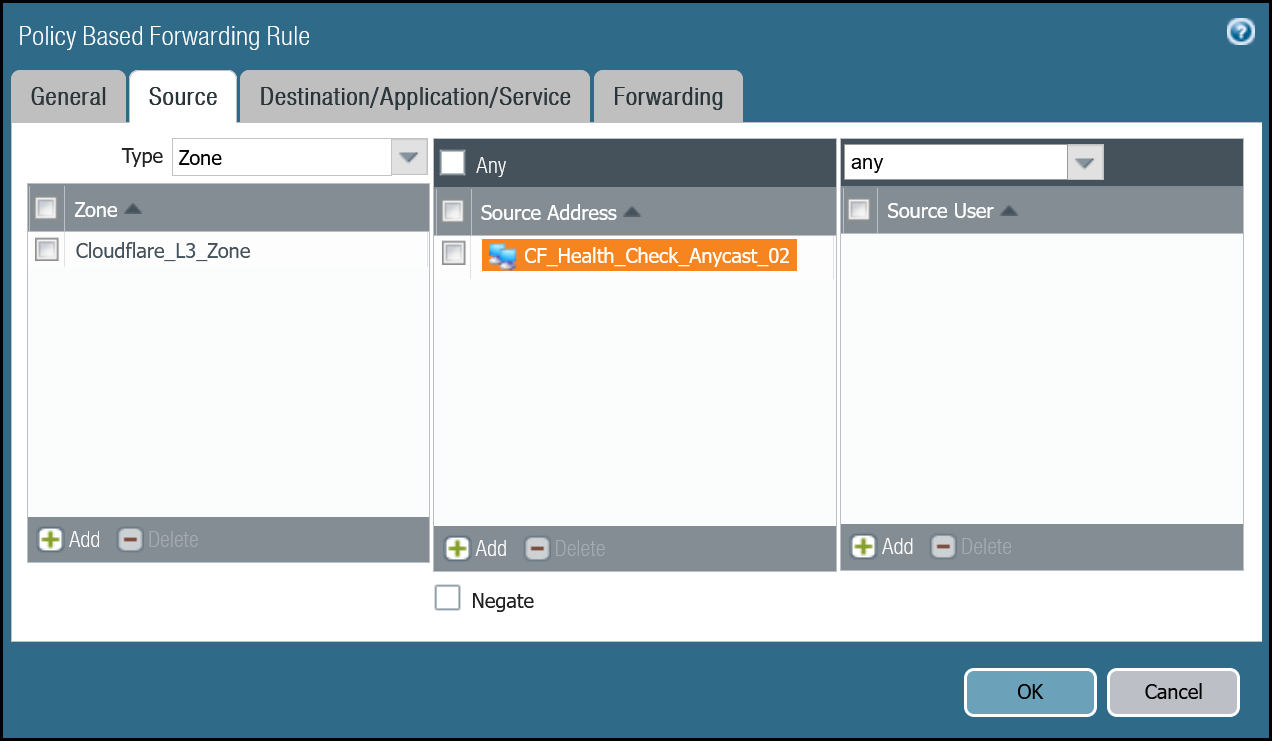 Policy Based Forwarding Rule
?
General Source Destination/Application/Service Forwarding
Type Zone
Zone
Cloudflare_L3_Zone
Add Delete
Any
Source Address
CF_Health_Check_Anycast_02
Add Delete
Negate
any
Source User
Add Delete
OK Cancel